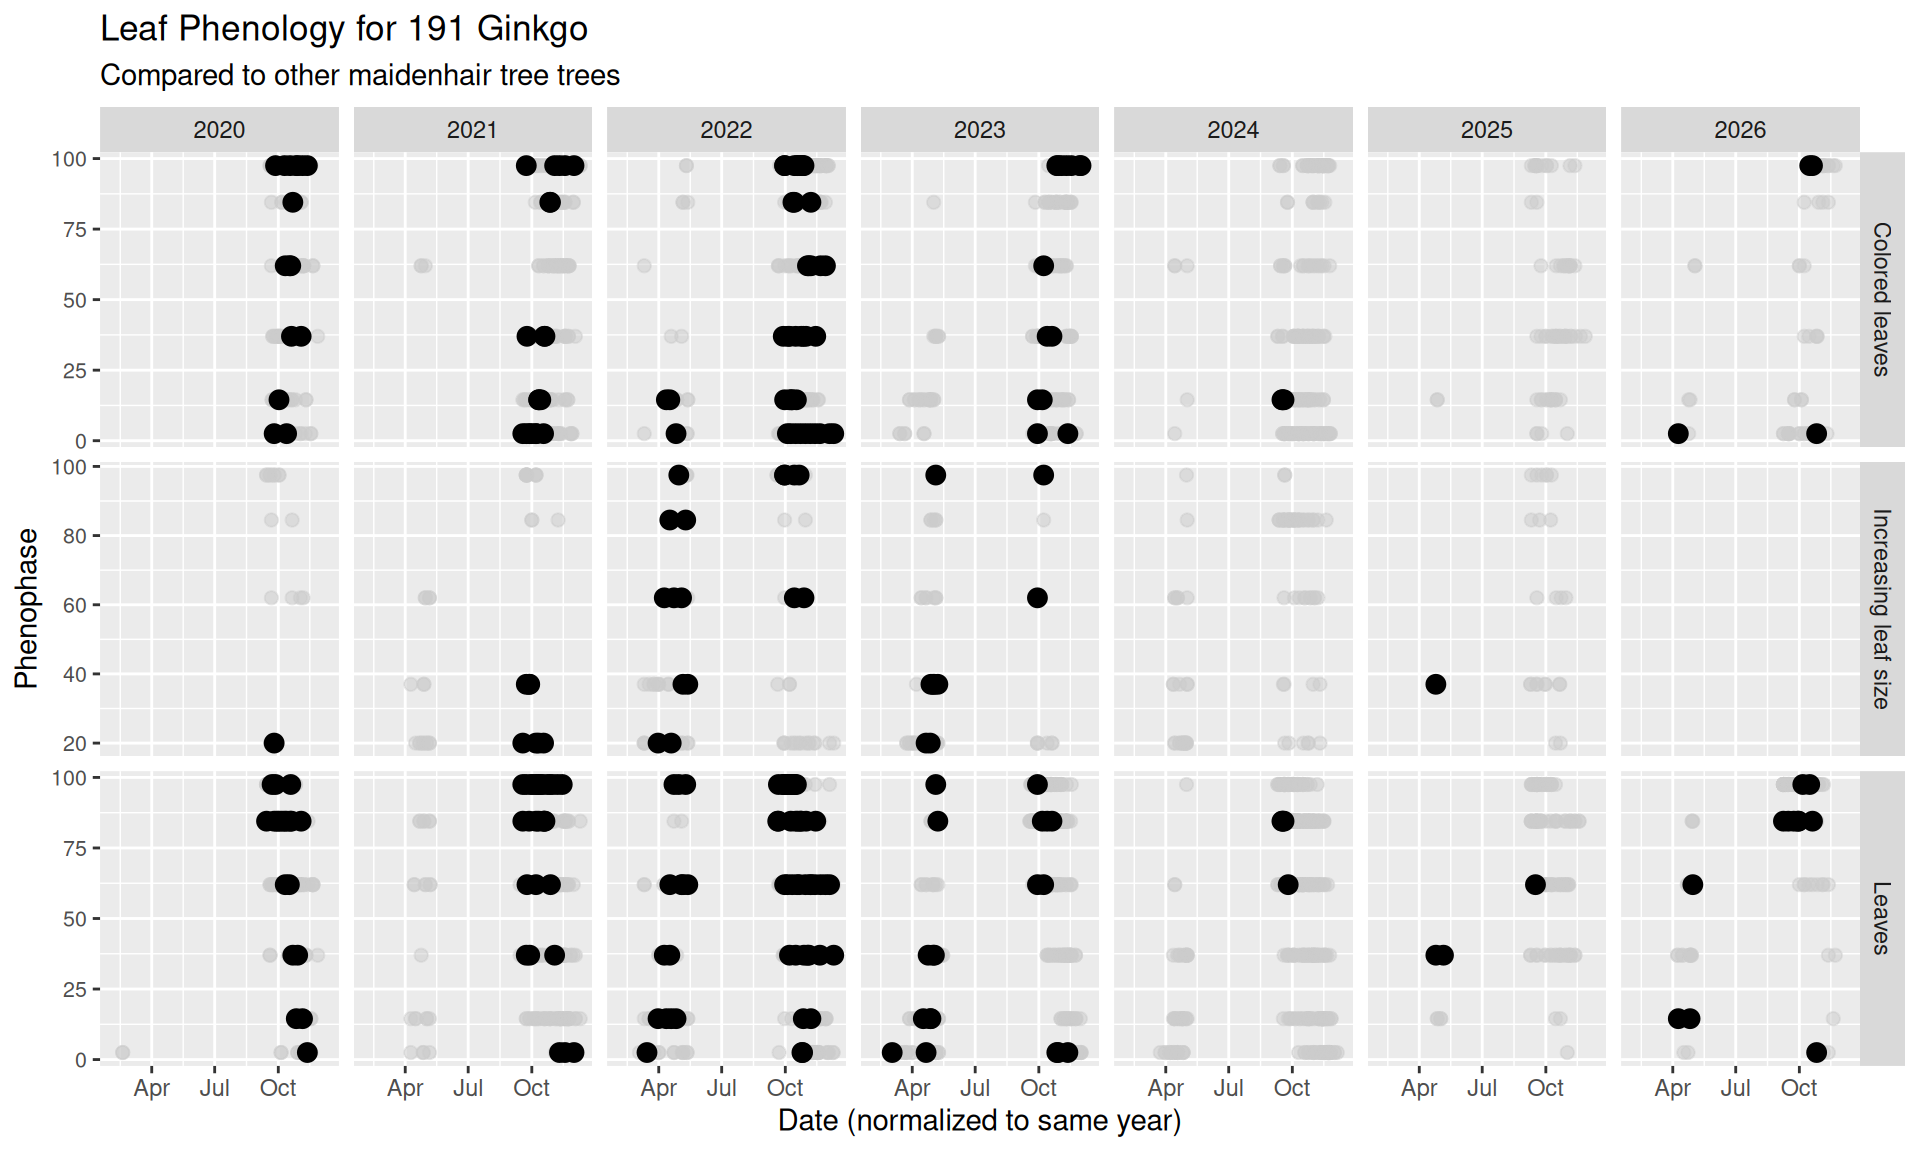 Leaf Phenology for 191 Ginkgo
Compared to other maidenhair tree trees
2020 2021 2022 2023 2024 2025 2026
100
75
50
25
0
Colored leaves
100
80
60
40
20
Increasing leaf size
100
75
50
25
0
Leaves
Phenophase
Apr Jul Oct Apr Jul Oct Apr Jul Oct Apr Jul Oct Apr Jul Oct Apr Jul Oct Apr Jul Oct
Date (normalized to same year)